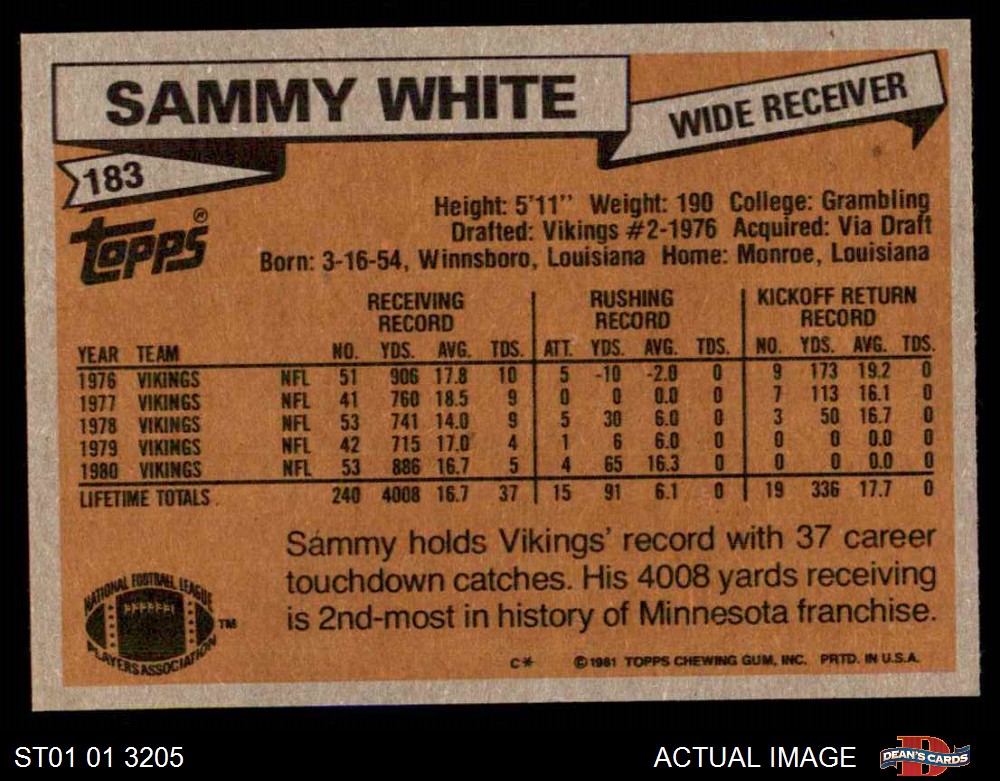 SAMMY WHITE
WIDE RECEIVER
183
TOPPS®
Height: 5'11" Weight: 190 College: Grambling
Drafted: Vikings #2-1976 Acquired: Via Draft
Born: 3-16-54, Winnsboro, Louisiana Home: Monroe, Louisiana
RECEIVING RECORD RUSHING RECORD KICKOFF RETURN RECORD
YEAR TEAM NO. YDS. AVG. TDS. ATT. YDS. AVG. TDS. NO. YDS. AVG. TDS.
1976 VIKINGS NFL 51 906 17.8 10 5 -10 -2.0 0 9 173 19.2 0
1977 VIKINGS NFL 41 760 18.5 9 0 0 0.0 0 7 113 16.1 0
1978 VIKINGS NFL 53 741 14.0 9 5 30 6.0 0 3 50 16.7 0
1979 VIKINGS NFL 42 715 17.0 4 1 6 6.0 0 0 0 0.0 0
1980 VIKINGS NFL 53 886 16.7 5 4 65 16.3 0 0 0 0.0 0
LIFETIME TOTALS 240 4008 16.7 37 15 91 6.1 0 19 336 17.7 0
Sammy holds Vikings' record with 37 career
touchdown catches. His 4008 yards receiving
is 2nd-most in history of Minnesota franchise.
NATIONAL FOOTBALL LEAGUE
PLAYERS ASSOCIATION
TM
C* ©1981 TOPPS CHEWING GUM, INC. PRTD. IN U.S.A.
ST01 01 3205
ACTUAL IMAGE
DEAN'S CARDS